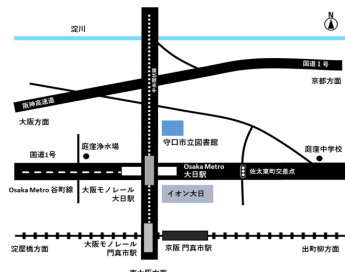 淀川
N
国道1号
京都方面
阪神高速道
大阪方面
守口市立図書館
庭窪浄水場
庭窪中学校
国道1号
Osaka Metro
大日駅
佐太東町交差点
Osaka Metro 谷町線
大阪モノレール
大日駅
イオン大日
淀屋橋方面
大阪モノレール
門真市駅
京阪 門真市駅
出町柳方面